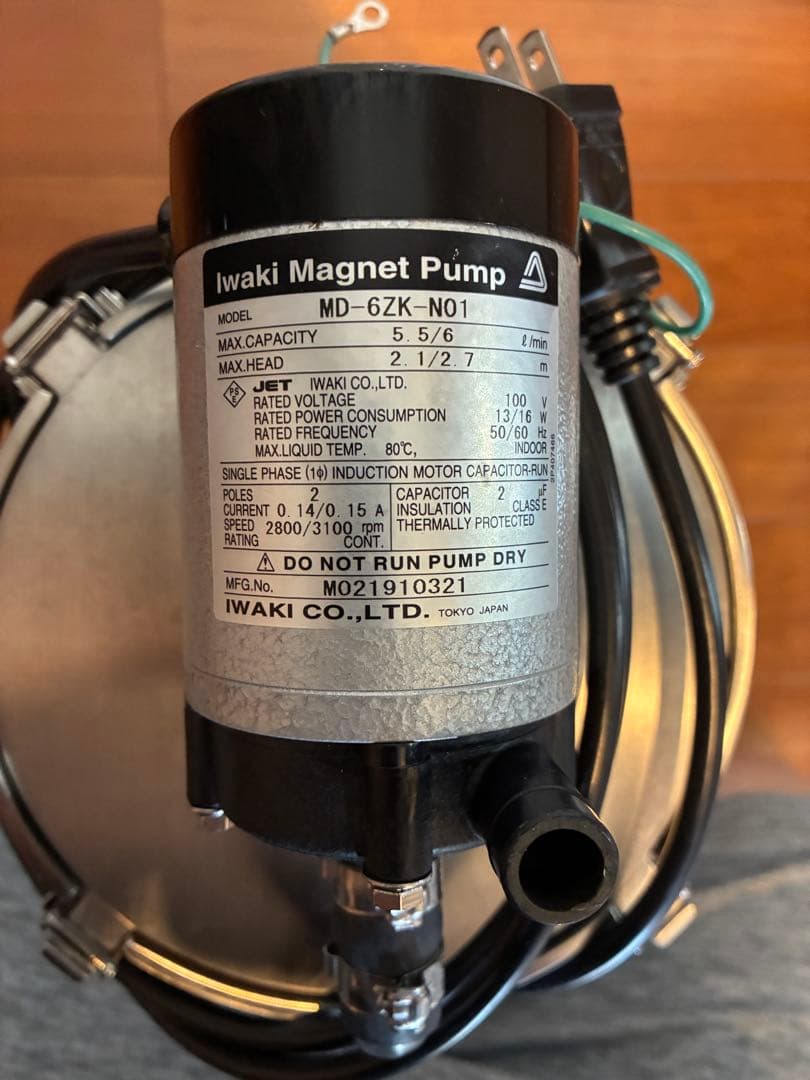 Iwaki Magnet Pump
MODEL MD-6ZK-N01
MAX.CAPACITY 5.5/6 ℓ/min
MAX.HEAD 2.1/2.7 m
PS E JET IWAKI CO.,LTD.
RATED VOLTAGE 100 V
RATED POWER CONSUMPTION 13/16 W
RATED FREQUENCY 50/60 Hz
MAX.LIQUID TEMP. 80℃, INDOOR
SINGLE PHASE (1φ) INDUCTION MOTOR CAPACITOR-RUN
POLES 2 CAPACITOR 2 μF
CURRENT 0.14/0.15 A INSULATION CLASS E
SPEED 2800/3100 rpm THERMALLY PROTECTED
RATING CONT.
⚠ DO NOT RUN PUMP DRY
MFG.No. M021910321
IWAKI CO.,LTD. TOKYO JAPAN